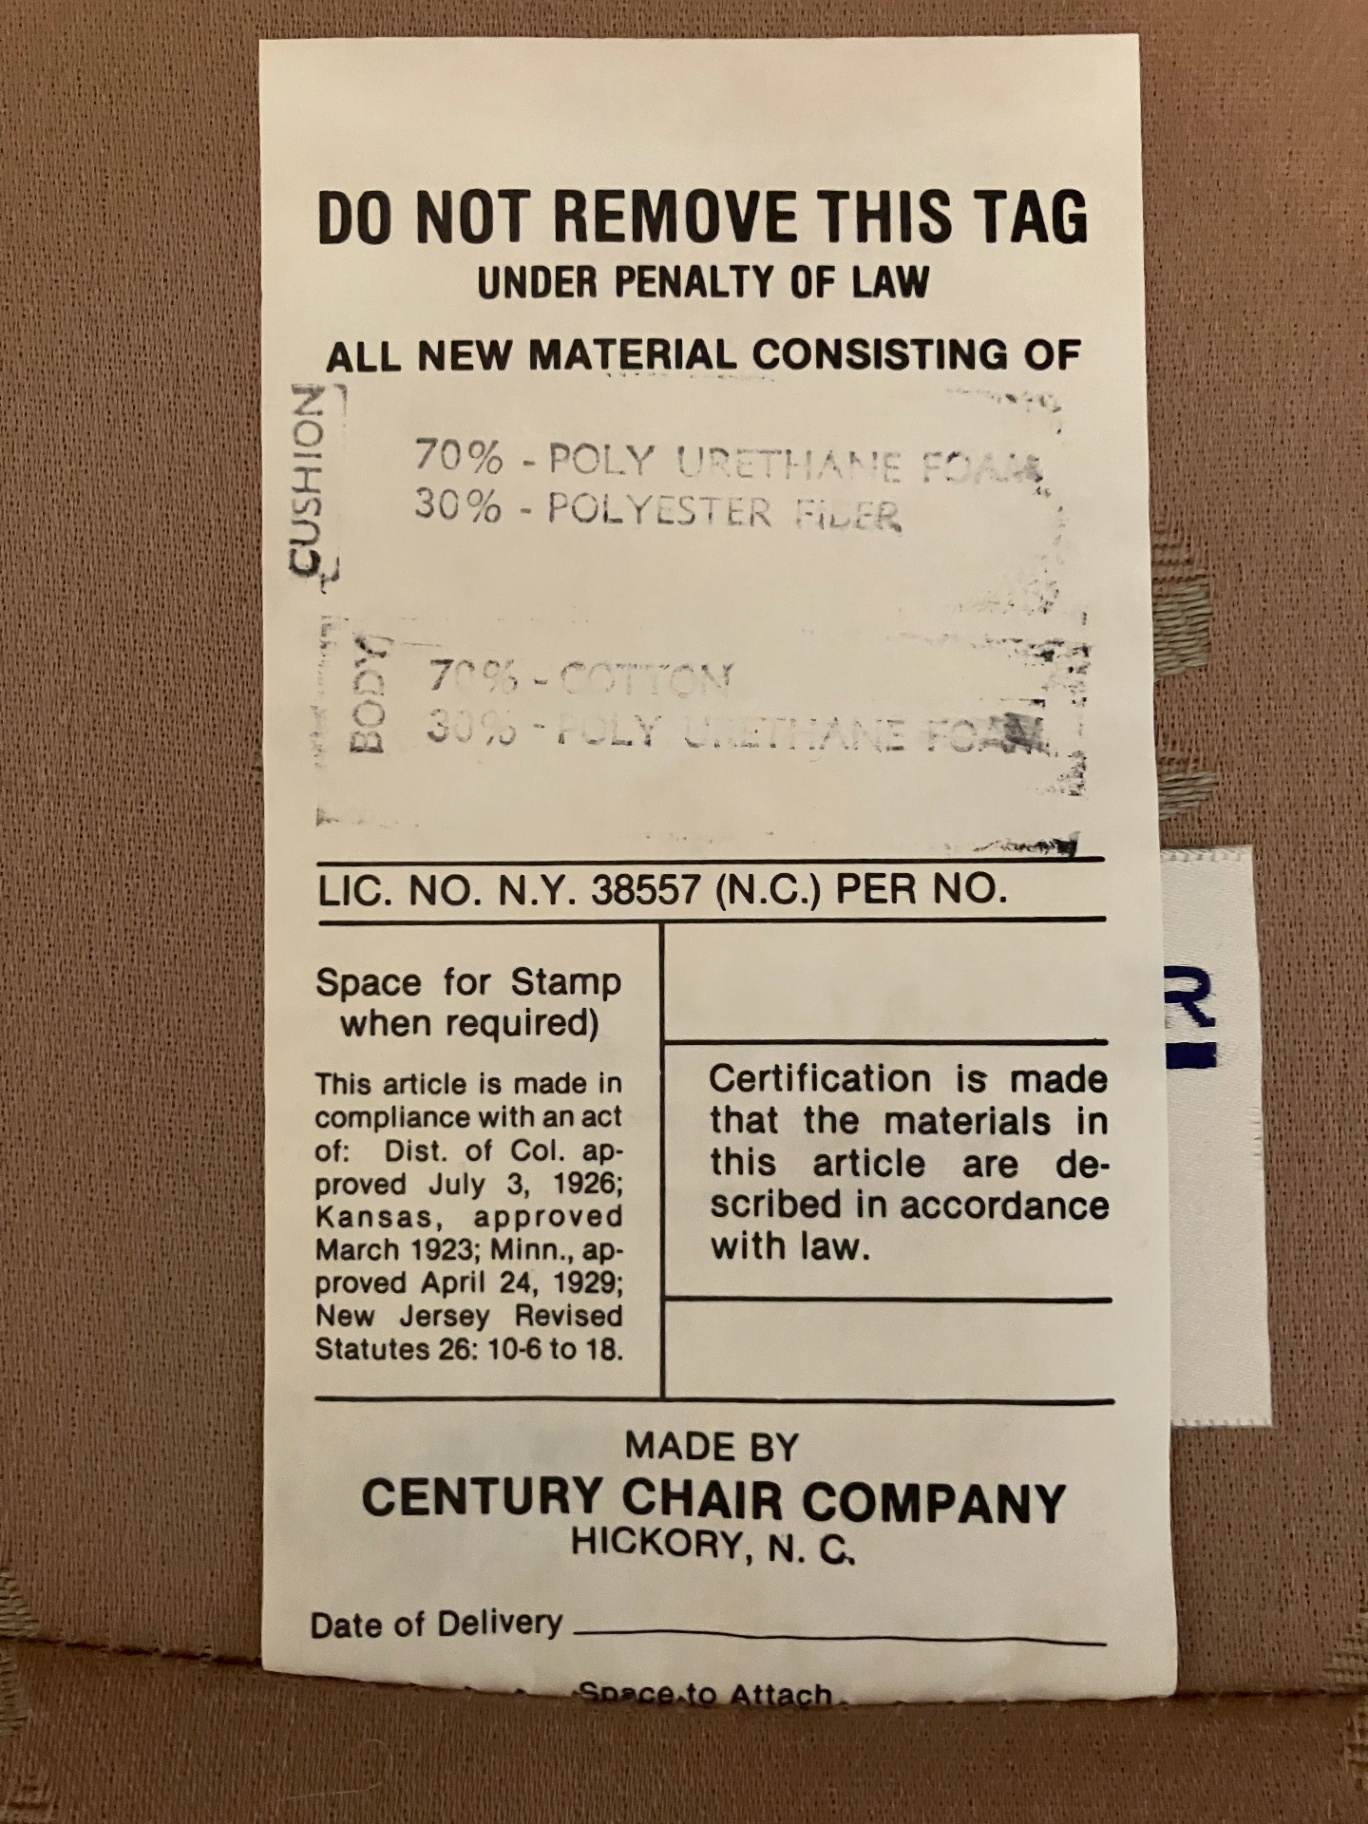 DO NOT REMOVE THIS TAG
UNDER PENALTY OF LAW
ALL NEW MATERIAL CONSISTING OF
CUSHION
70% - POLY URETHANE FOAM
30% - POLYESTER FIBER
BODY
70% - COTTON
30% - POLY URETHANE FOAM
LIC. NO. N.Y. 38557 (N.C.) PER NO.
Space for Stamp
when required)
This article is made in
compliance with an act
of: Dist. of Col. ap-
proved July 3, 1926;
Kansas, approved
March 1923; Minn., ap-
proved April 24, 1929;
New Jersey Revised
Statutes 26: 10-6 to 18.
Certification is made
that the materials in
this article are de-
scribed in accordance
with law.
MADE BY
CENTURY CHAIR COMPANY
HICKORY, N. C.
Date of Delivery
Space to Attach
R